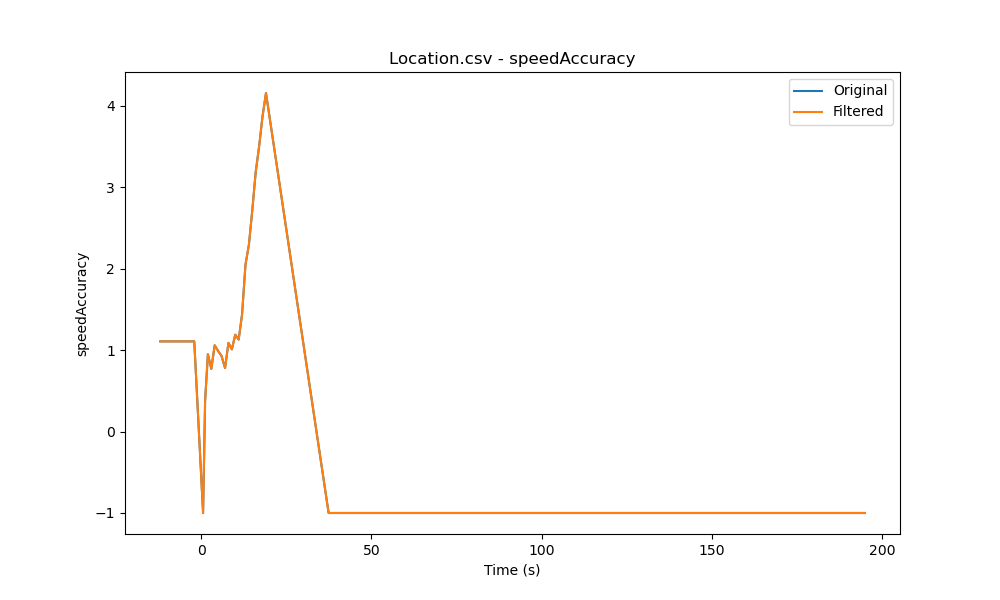 Location.csv - speedAccuracy
Original
Filtered
4
3
2
1
0
−1
speedAccuracy
0
50
100
150
200
Time (s)